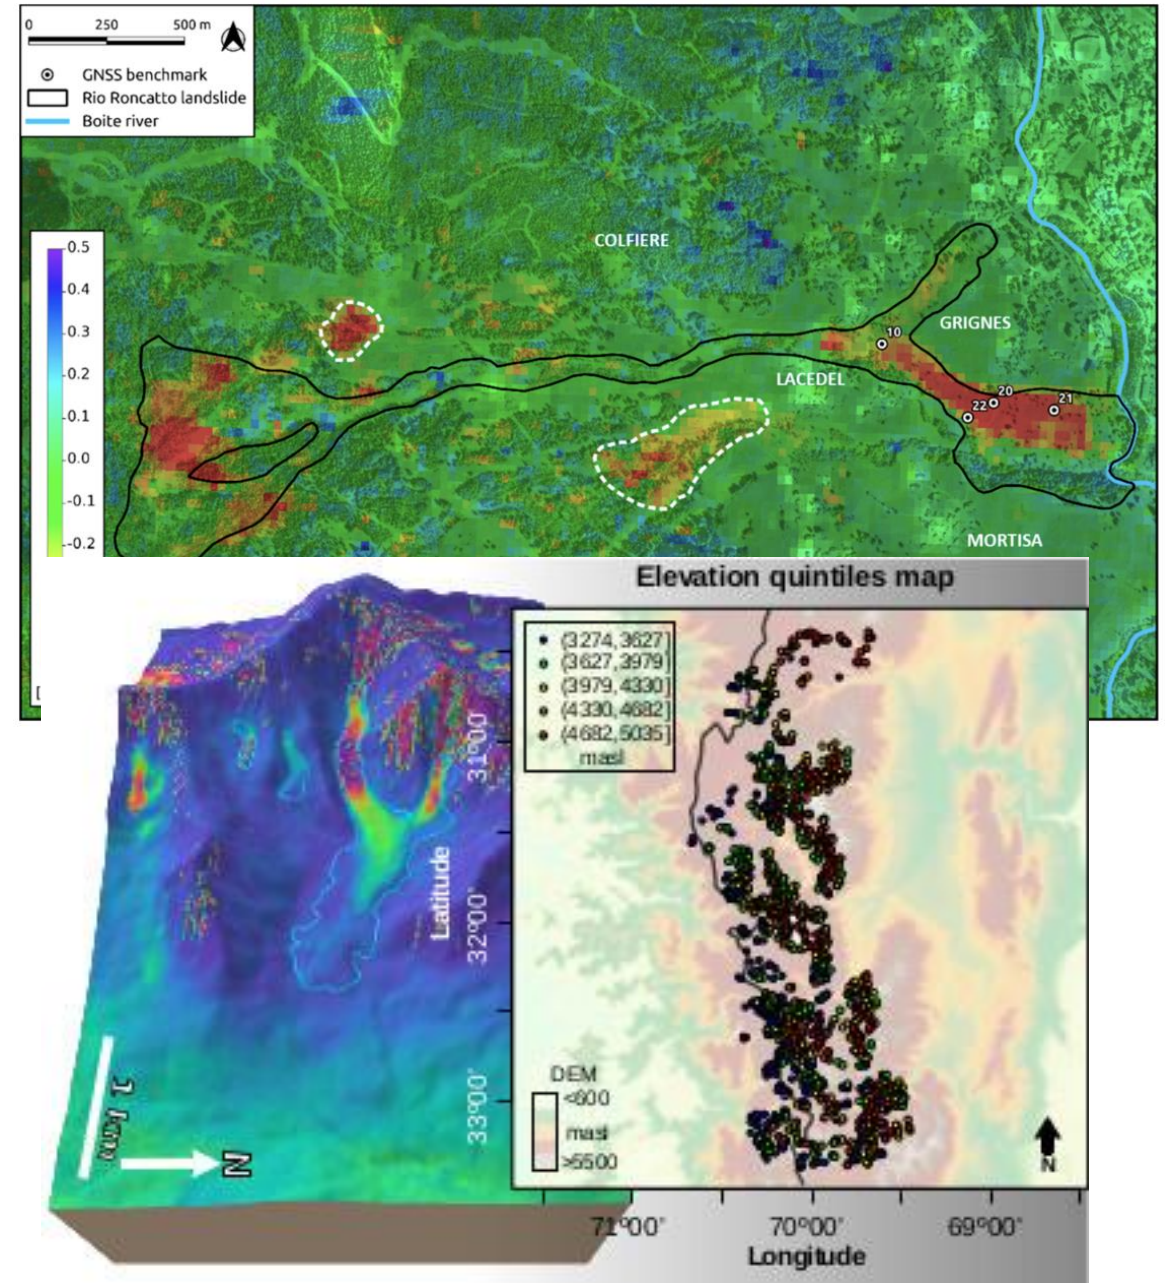 0 250 500 m
GNSS benchmark
Rio Roncatto landslide
Boite river
COLFIERE
0.5
0.4
0.3
0.2
0.1
0.0
-0.1
-0.2
10
GRIGNES
LACEDEL
20
22
21
MORTISA
Elevation quintiles map
(3274,3627]
(3627,3979]
(3979,4330]
(4330,4682]
(4682,5035]
masl
31°00'
Latitude
32°00'
33°00'
1 km
N
DEM
<600
masl
>5500
N
71°00' 70°00' 69°00'
Longitude